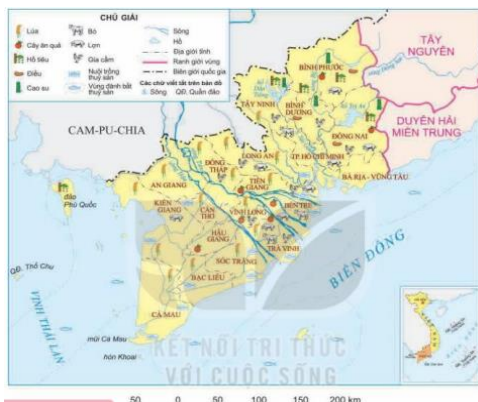 CHÚ GIẢI
Lúa
Cây ăn quả
Hồ tiêu
Điều
Cao su
Bò
Lợn
Gia cầm
Nuôi trồng
thuỷ sản
Vùng đánh bắt
thuỷ sản
Sông
Hồ
Địa giới tỉnh
Ranh giới vùng
Biên giới quốc gia
Các chữ viết tắt trên bản đồ
S. Sông QĐ. Quần đảo
TÂY
NGUYÊN
DUYÊN HẢI
MIỀN TRUNG
CAM-PU-CHIA
BÌNH PHƯỚC
TÂY NINH
BÌNH
DƯƠNG
ĐỒNG NAI
TP. HỒ CHÍ MINH
BÀ RỊA - VŨNG TÀU
LONG AN
ĐỒNG
THÁP
TIỀN
GIANG
AN GIANG
BẾN TRE
VĨNH LONG
CẦN
THƠ
KIÊN
GIANG
HẬU
GIANG
TRÀ VINH
SÓC TRĂNG
BẠC LIÊU
CÀ MAU
đảo
Phú Quốc
QĐ. Thổ Chu
VỊNH THÁI LAN
BIỂN ĐÔNG
mũi Cà Mau
hòn Khoai
KẾT NỐI TRI THỨC
VỚI CUỘC SỐNG
50 0 50 100 150 200 km